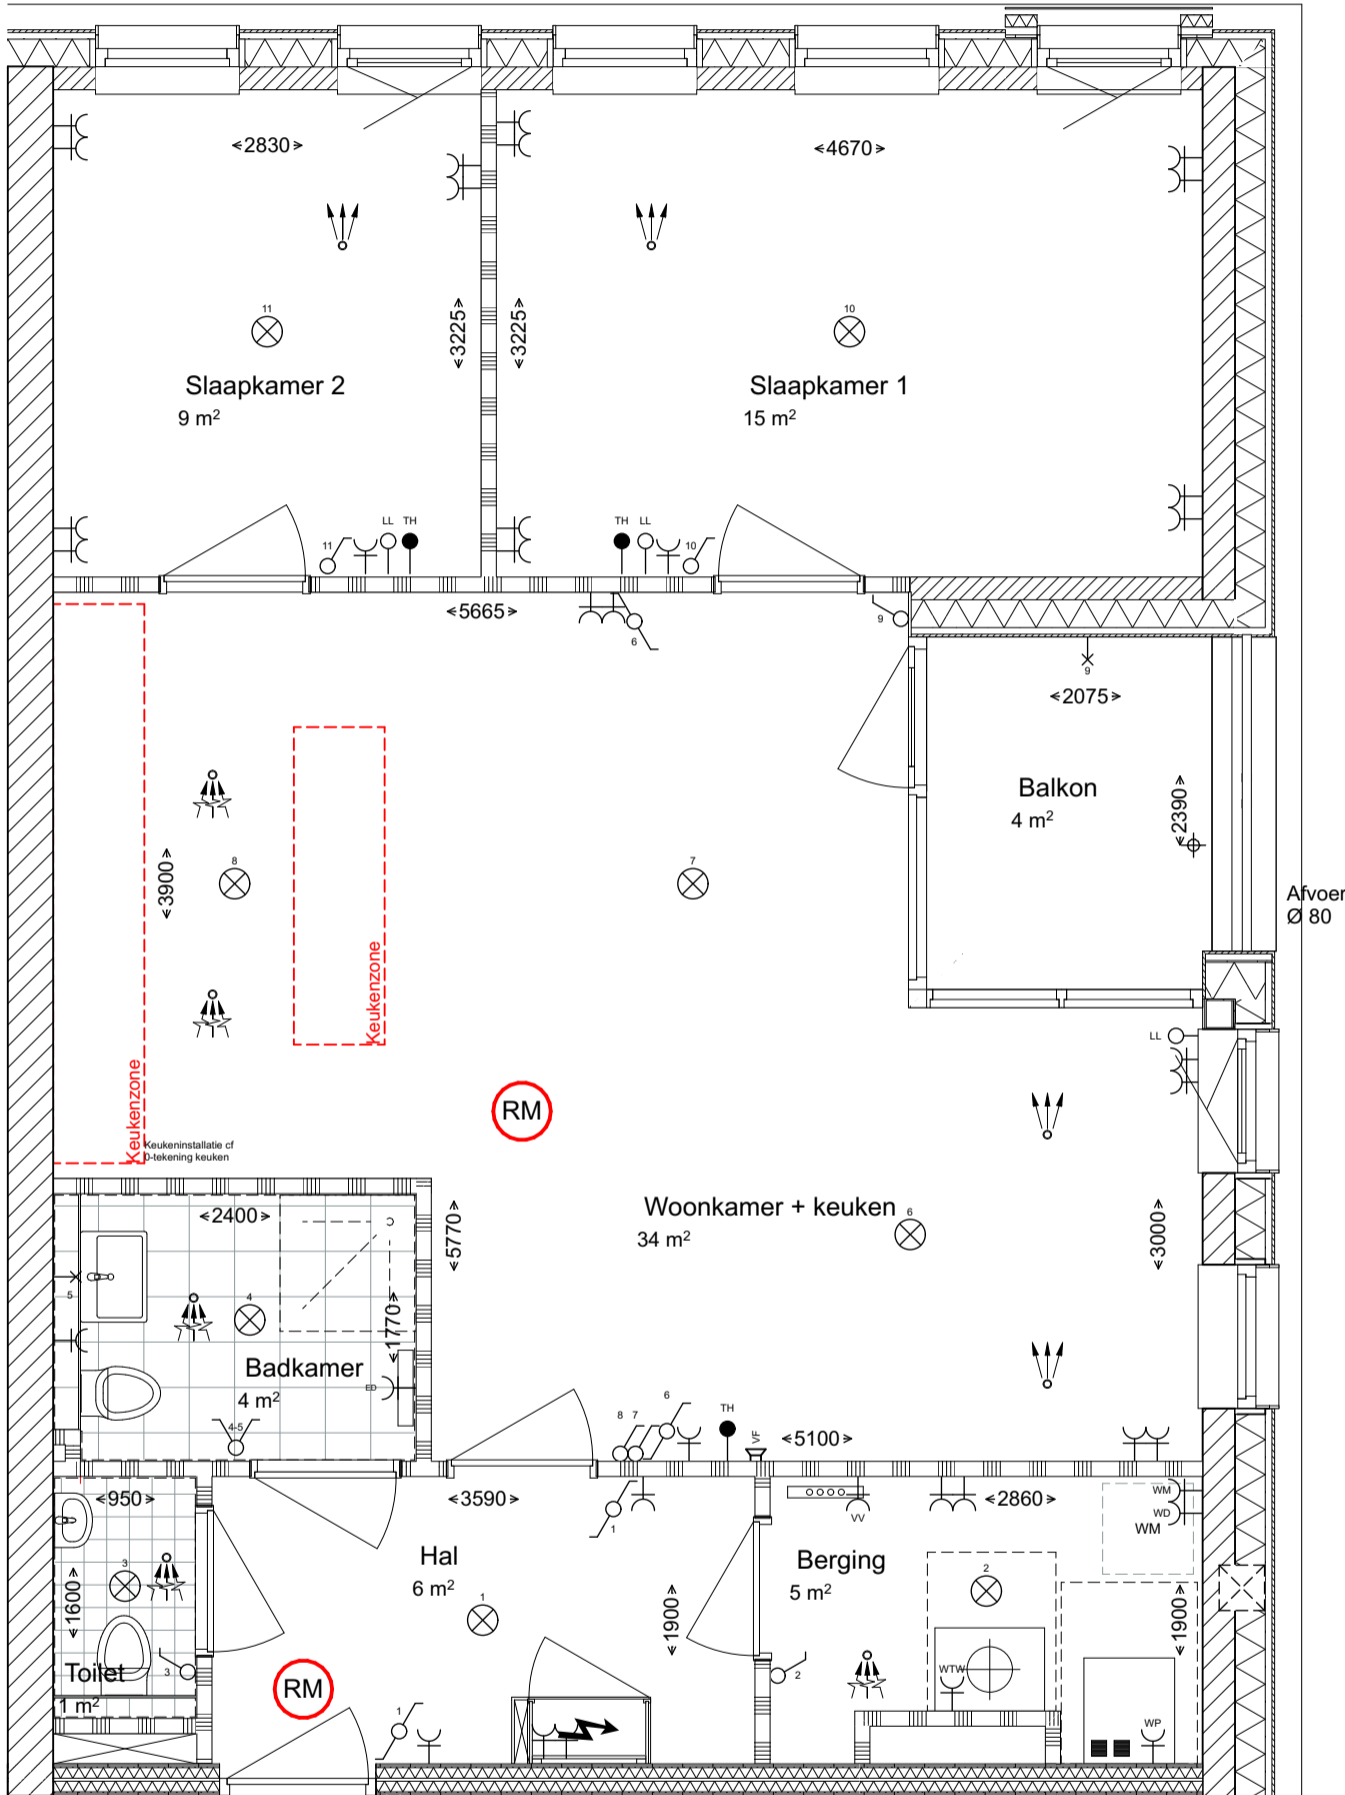 2830
4670
3225
3225
11
10
Slaapkamer 2
9 m²
Slaapkamer 1
15 m²
11
LL
TH
TH
LL
10
5665
6
9
9
2075
Balkon
4 m²
2390
Afvoer
Ø 80
8
7
3900
Keukenzone
Keukenzone
Keukeninstallatie cf
0-tekening keuken
LL
RM
Woonkamer + keuken
34 m²
6
2400
5770
3000
5
4
1770
Badkamer
4 m²
4-5
8
7
6
TH
VF
5100
950
3590
1
VV
2860
WM
WD
WM
3
Hal
6 m²
1
Berging
5 m²
2
1600
1900
1900
Toilet
1 m²
3
RM
1
2
WTW
WP